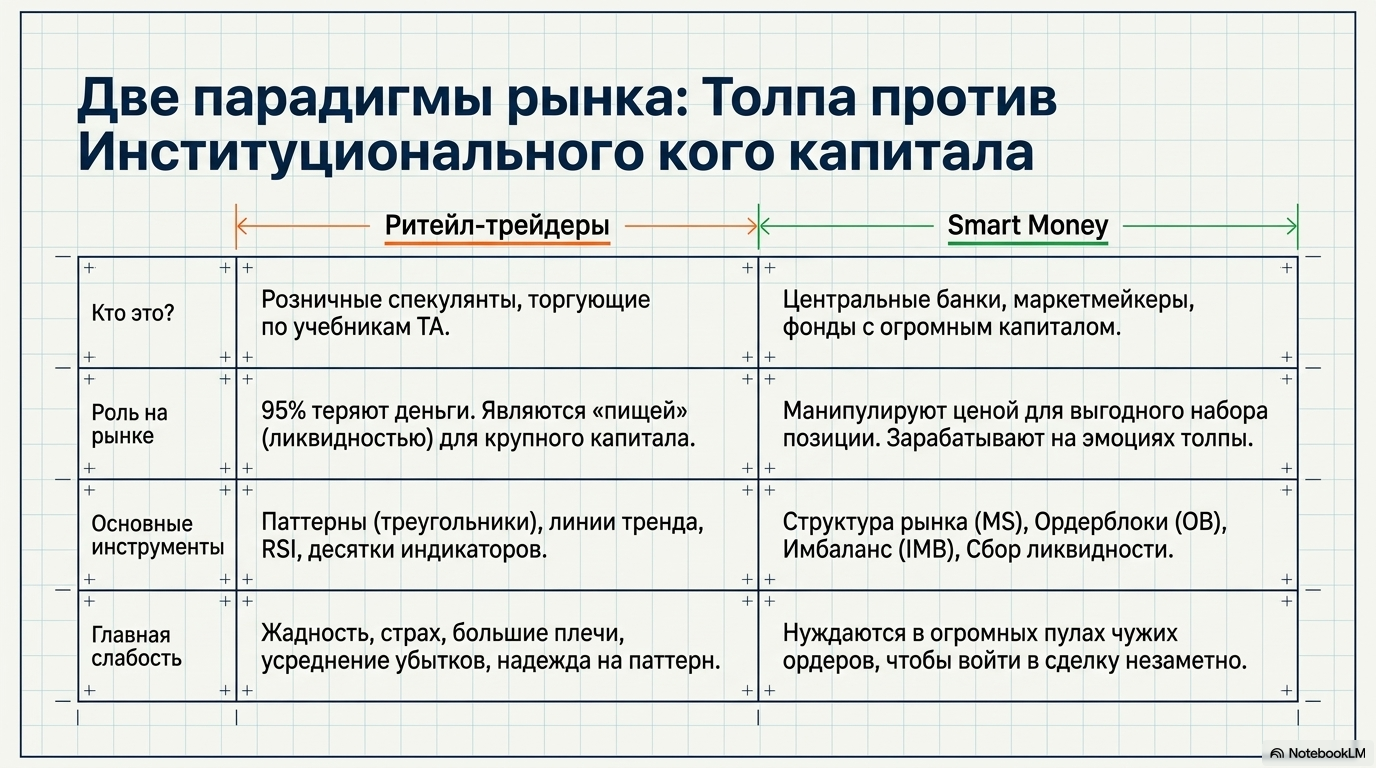 Две парадигмы рынка: Толпа против
Институционального кого капитала
Ритейл-трейдеры
Smart Money
Кто это?
Розничные спекулянты, торгующие
по учебникам ТА.
Центральные банки, маркетмейкеры,
фонды с огромным капиталом.
Роль на
рынке
95% теряют деньги. Являются «пищей»
(ликвидностью) для крупного капитала.
Манипулируют ценой для выгодного набора
позиции. Зарабатывают на эмоциях толпы.
Основные
инструменты
Паттерны (треугольники), линии тренда,
RSI, десятки индикаторов.
Структура рынка (MS), Ордерблоки (OB),
Имбаланс (IMB), Сбор ликвидности.
Главная
слабость
Жадность, страх, большие плечи,
усреднение убытков, надежда на паттерн.
Нуждаются в огромных пулах чужих
ордеров, чтобы войти в сделку незаметно.
NotebookLM